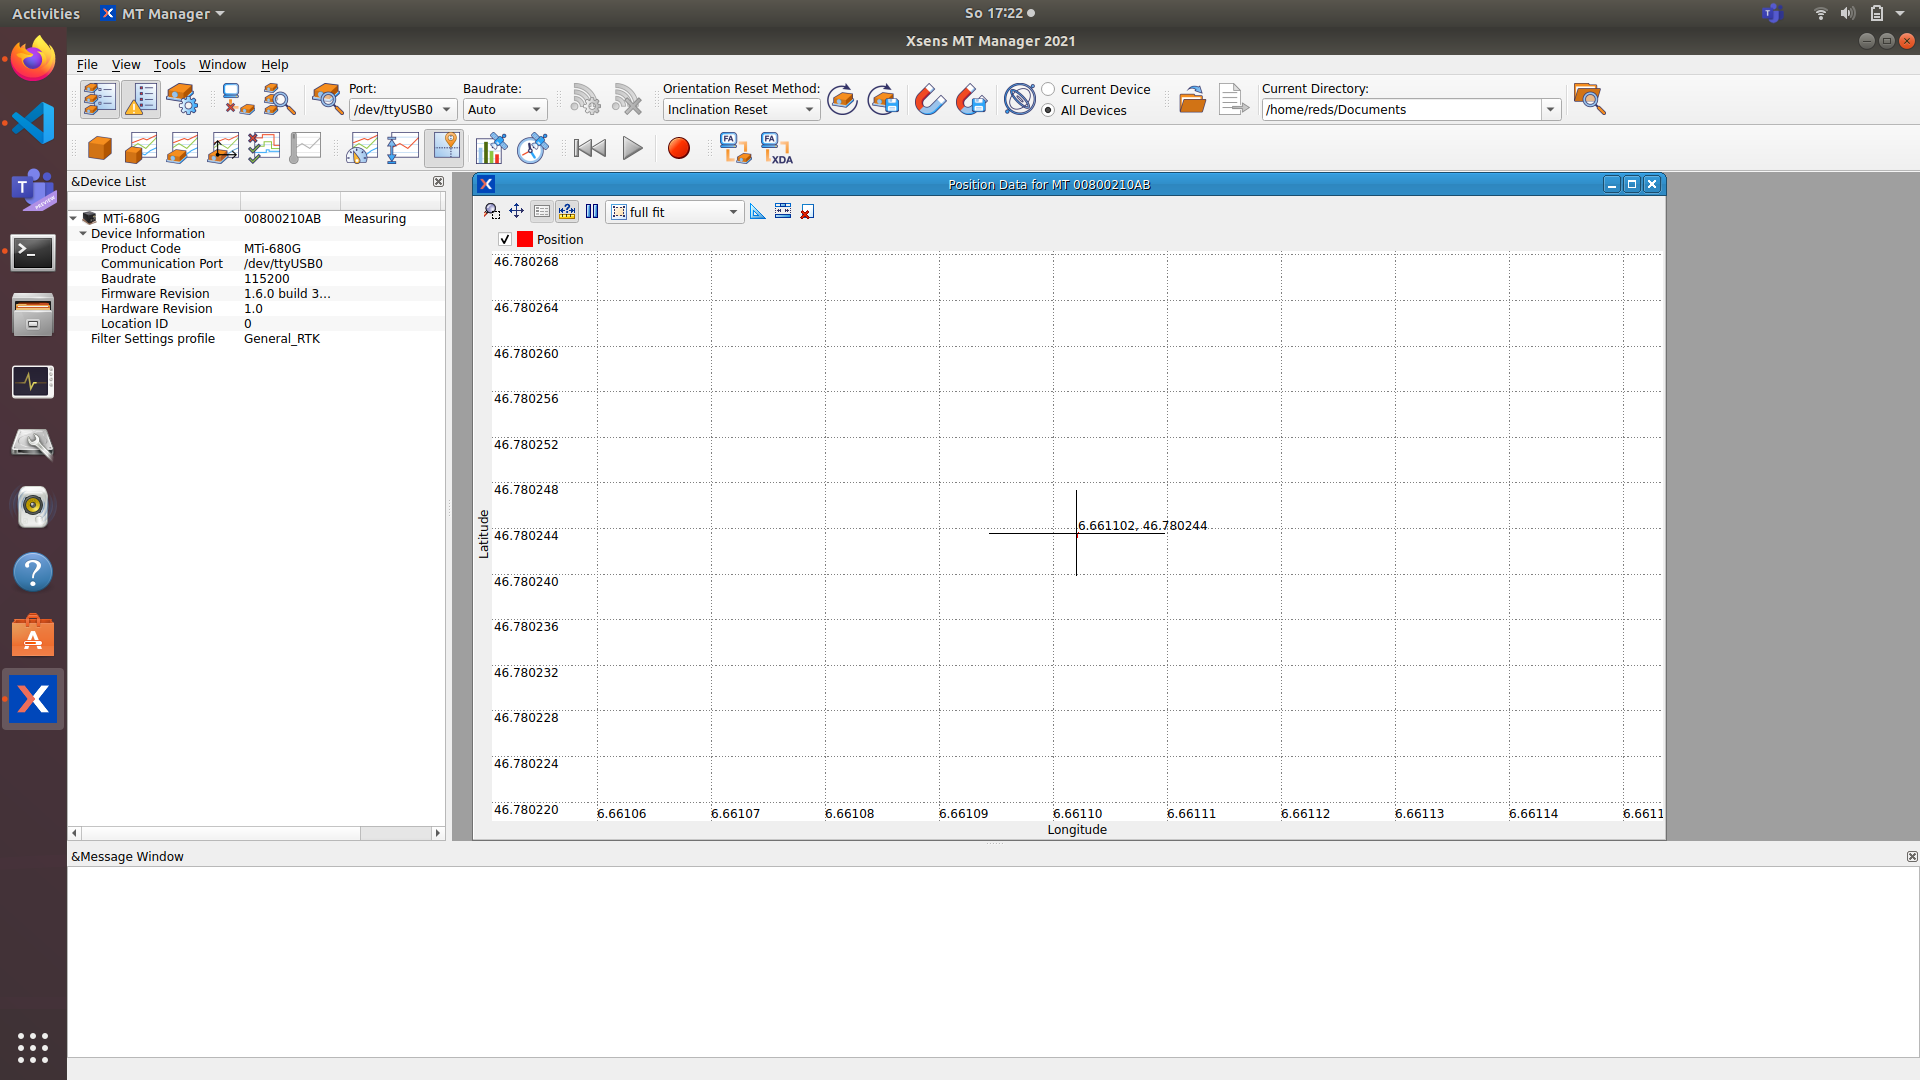 Activities MT Manager So 17:22
Xsens MT Manager 2021
File View Tools Window Help
Port: Baudrate: Orientation Reset Method: Current Device Current Directory:
/dev/ttyUSB0 Auto Inclination Reset All Devices /home/reds/Documents
FA FA XDA
&Device List
MTi-680G 00800210AB Measuring
Device Information
Product Code MTi-680G
Communication Port /dev/ttyUSB0
Baudrate 115200
Firmware Revision 1.6.0 build 3...
Hardware Revision 1.0
Location ID 0
Filter Settings profile General_RTK
Position Data for MT 00800210AB
full fit
Position
46.780268
46.780264
46.780260
46.780256
46.780252
46.780248
6.661102, 46.780244
46.780244
46.780240
46.780236
46.780232
46.780228
46.780224
46.780220
Latitude
6.66106 6.66107 6.66108 6.66109 6.66110 6.66111 6.66112 6.66113 6.66114 6.6611
Longitude
&Message Window